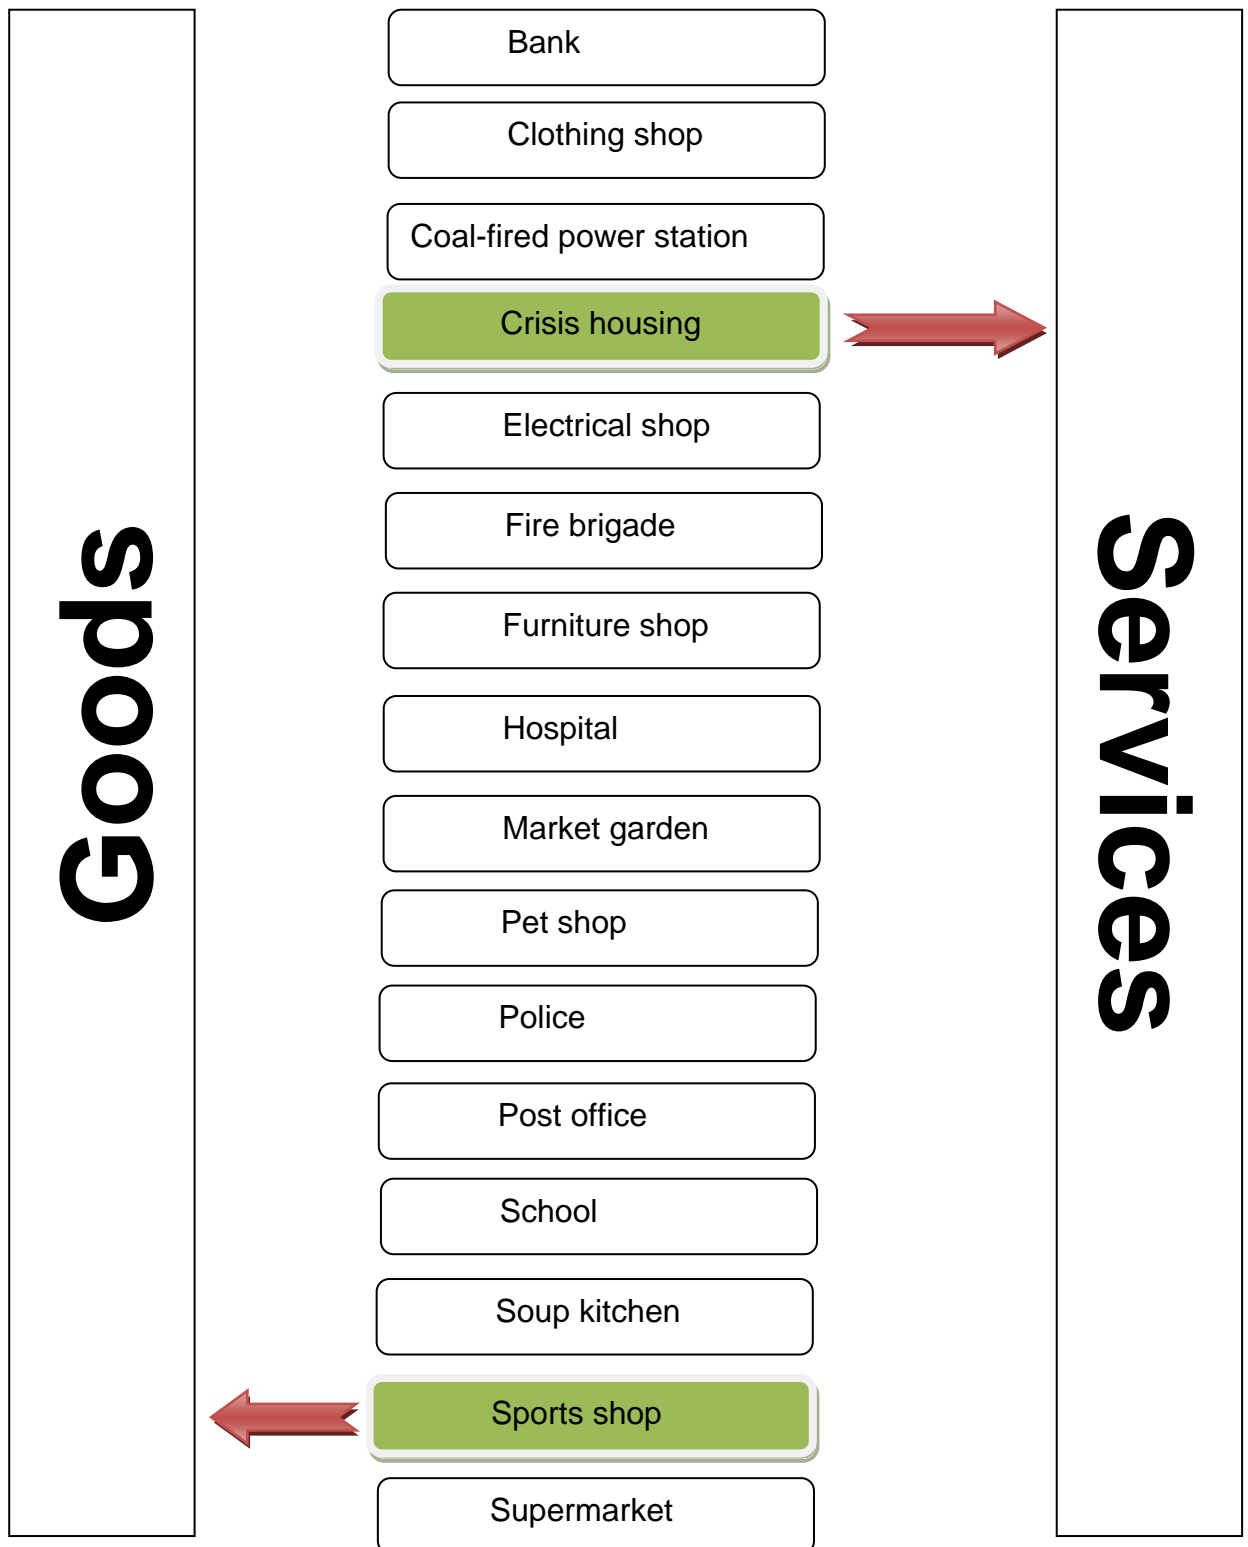 Goods
Bank
Clothing shop
Coal-fired power station
Crisis housing
Electrical shop
Fire brigade
Furniture shop
Hospital
Market garden
Pet shop
Police
Post office
School
Soup kitchen
Sports shop
Supermarket
Services